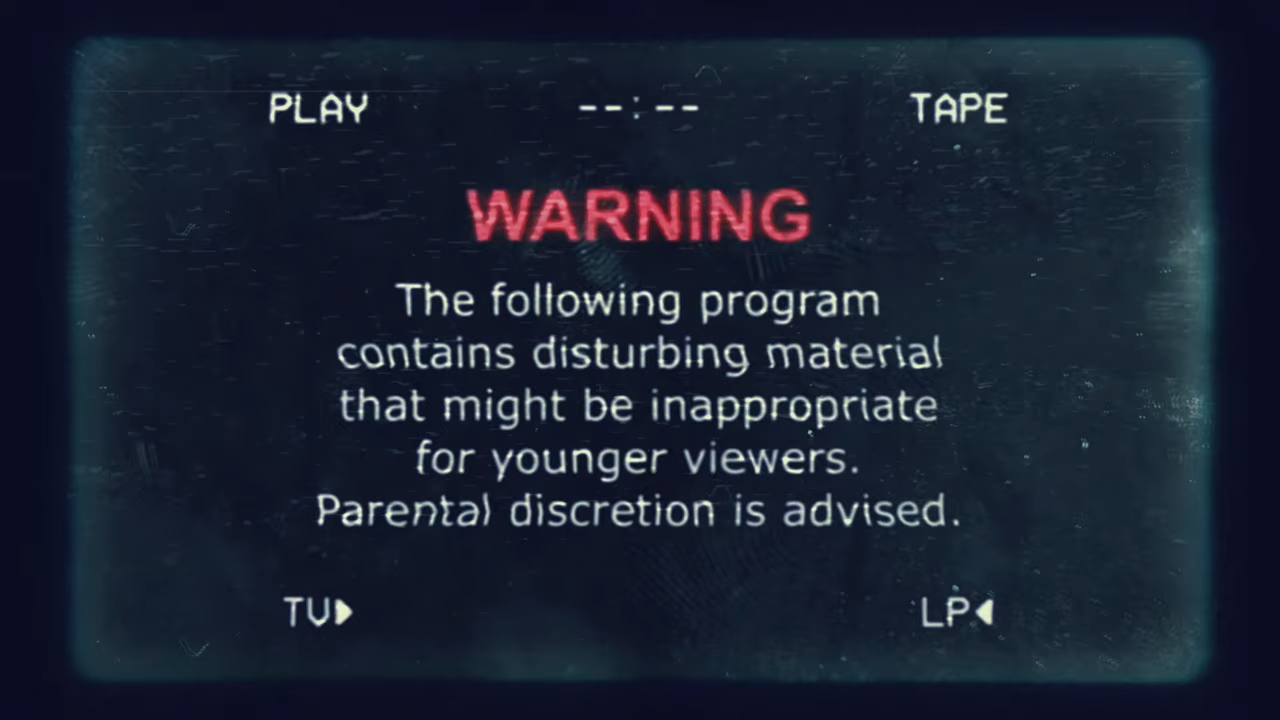 PLAY --:-- TAPE
WARNING
The following program
contains disturbing material
that might be inappropriate
for younger viewers.
Parental discretion is advised.
TV LP